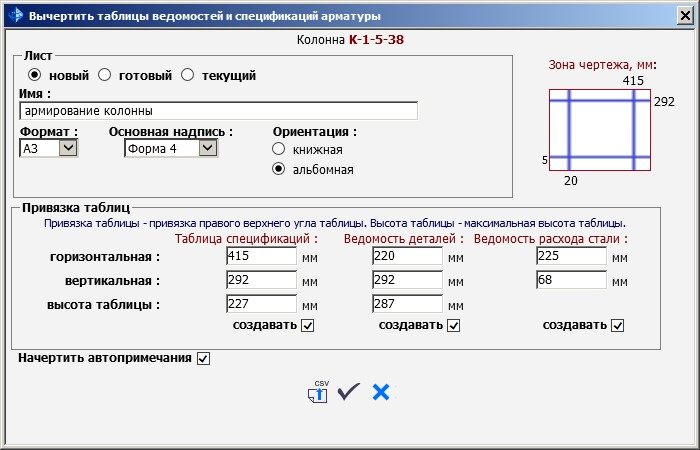 Вычертить таблицы ведомостей и спецификаций арматуры
Колонна К-1-5-38
Лист
новый готовый текущий
Имя :
армирование колонны
Формат : Основная надпись : Ориентация :
А3 Форма 4 книжная
альбомная
Зона чертежа, мм:
415
292
5
20
Привязка таблиц
Привязка таблицы - привязка правого верхнего угла таблицы. Высота таблицы - максимальная высота таблицы.
Таблица спецификаций : Ведомость деталей : Ведомость расхода стали :
горизонтальная : 415 мм 220 мм 225 мм
вертикальная : 292 мм 292 мм 68 мм
высота таблицы : 227 мм 287 мм
создавать создавать создавать
Начертить автопримечания
CSV